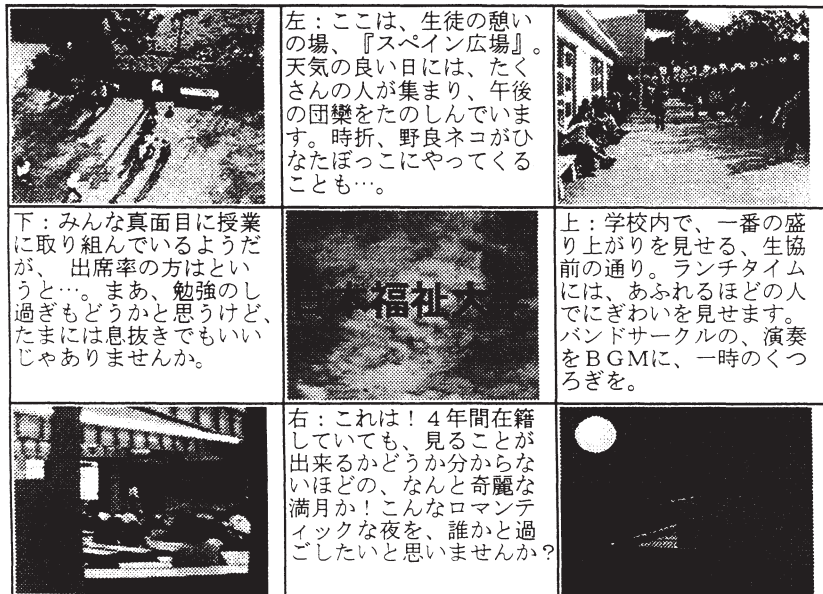 左：ここは、生徒の憩い
の場、『スペイン広場』。
天気の良い日には、たく
さんの人が集まり、午後
の団欒をたのしんでいま
す。時折、野良ネコがひ
なたぼっこにやってくる
ことも…。
下：みんな真面目に授業
に取り組んでいるようだ
が、 出席率の方はとい
うと…。まあ、勉強のし
過ぎもどうかと思うけど、
たまには息抜きでもいい
じゃありませんか。
福祉大
上：学校内で、一番の盛
り上がりを見せる、生協
前の通り。ランチタイム
には、あふれるほどの人
でにぎわいを見せます。
バンドサークルの、演奏
をＢＧＭに、一時のくつ
ろぎを。
右：これは！４年間在籍
していても、見ることが
出来るかどうか分からな
いほどの、なんと奇麗な
満月か！こんなロマンテ
ィックな夜を、誰かと過
ごしたいと思いませんか？